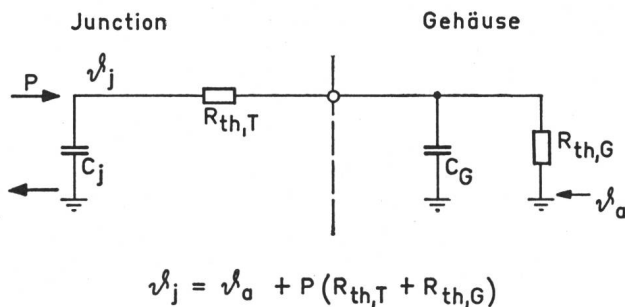 Junction Gehäuse
P ϑj
Rth,T
Cj CG Rth,G
ϑa
ϑj = ϑa + P (Rth,T + Rth,G)